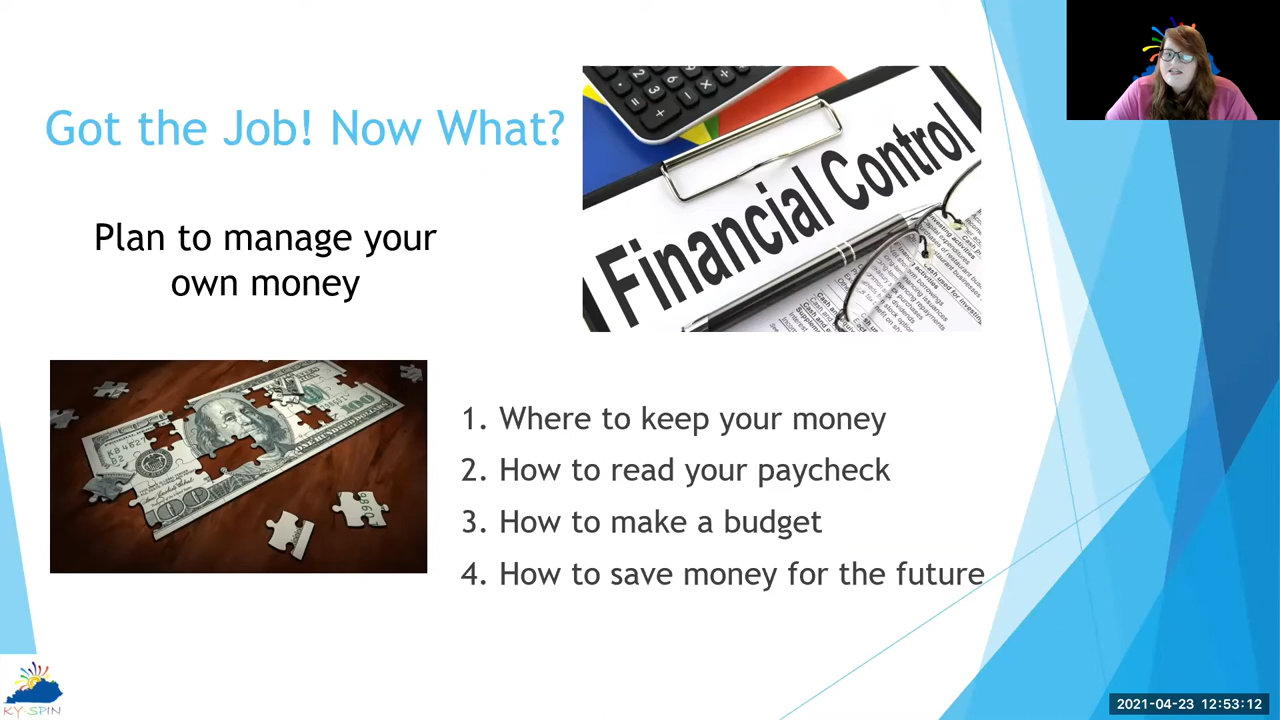 Got the Job! Now What?
Plan to manage your
own money
Financial Control
1. Where to keep your money
2. How to read your paycheck
3. How to make a budget
4. How to save money for the future
100
KY-SPIN
2021-04-23 12:53:12